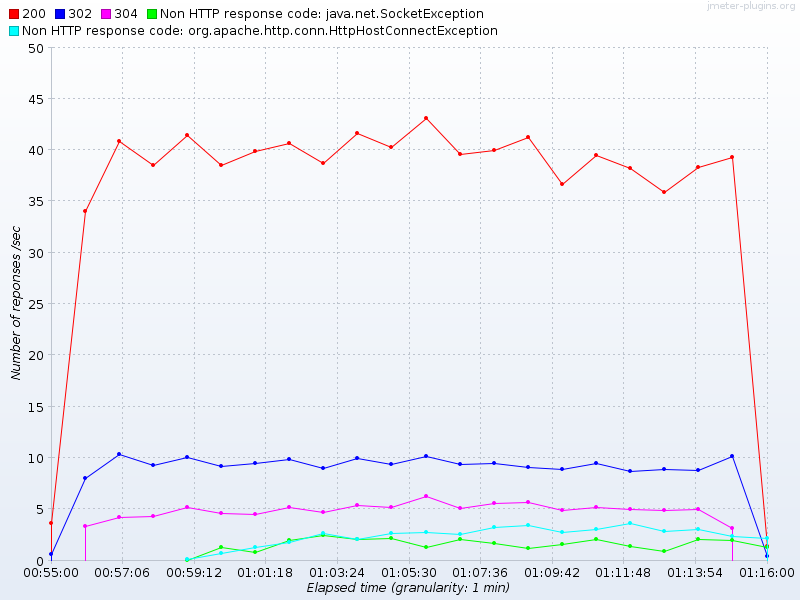 200 302 304 Non HTTP response code: java.net.SocketException
jmeter-plugins.org
Non HTTP response code: org.apache.http.conn.HttpHostConnectException
50
45
40
35
30
25
20
15
10
5
0
Number of reponses /sec
00:55:00 00:57:06 00:59:12 01:01:18 01:03:24 01:05:30 01:07:36 01:09:42 01:11:48 01:13:54 01:16:00
Elapsed time (granularity: 1 min)